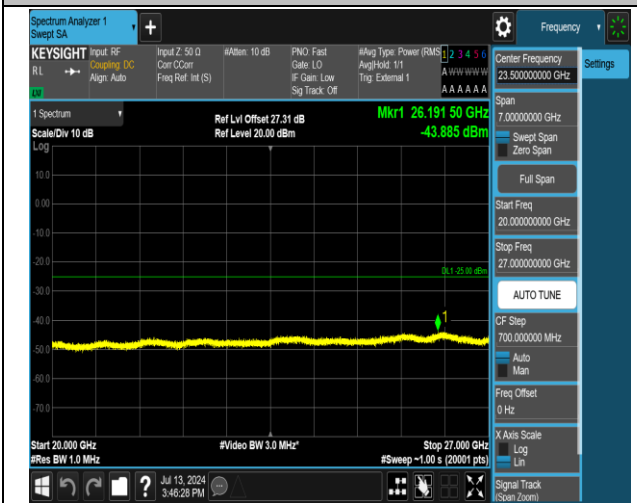 Spectrum Analyzer 1
Swept SA
Frequency
KEYSIGHT
RL
LM
Input: RF
Coupling: DC
Align: Auto
Input Z: 50 Ω
Corr CCorr
Freq Ref: Int (S)
#Atten: 10 dB
PNO: Fast
Gate: LO
IF Gain: Low
Sig Track: Off
#Avg Type: Power (RMS
Avg|Hold: 1/1
Trig: External 1
1 2 3 4 5 6
A W W W W W
A A A A A A
Center Frequency
23.500000000 GHz
Settings
Span
7.00000000 GHz
Swept Span
Zero Span
Full Span
Start Freq
20.000000000 GHz
Stop Freq
27.000000000 GHz
AUTO TUNE
CF Step
700.000000 MHz
Auto
Man
Freq Offset
0 Hz
X Axis Scale
Log
Lin
Signal Track
(Span Zoom)
1 Spectrum
Scale/Div 10 dB
Log
Ref Lvl Offset 27.31 dB
Ref Level 20.00 dBm
Mkr1 26.191 50 GHz
-43.885 dBm
10.0
0.00
-10.0
-20.0
DL1 -25.00 dBm
-30.0
-40.0
1
-50.0
-60.0
-70.0
Start 20.000 GHz
#Video BW 3.0 MHz*
Stop 27.000 GHz
#Res BW 1.0 MHz
#Sweep ~1.00 s (20001 pts)
?
Jul 13, 2024
3:46:28 PM